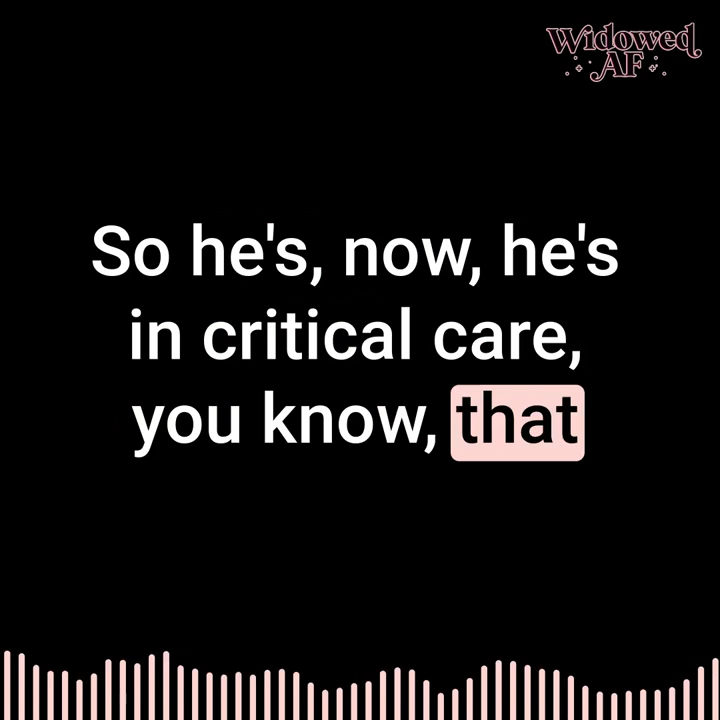 Widowed
AF
So he's, now, he's
in critical care,
you know, that